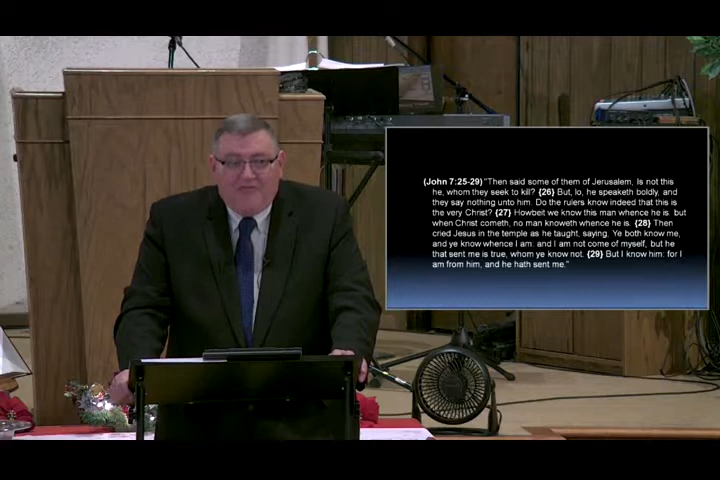 (John 7:25-29) "Then said some of them of Jerusalem, Is not this
he, whom they seek to kill? {26} But, lo, he speaketh boldly, and
they say nothing unto him. Do the rulers know indeed that this is
the very Christ? {27} Howbeit we know this man whence he is: but
when Christ cometh, no man knoweth whence he is. {28} Then
cried Jesus in the temple as he taught, saying, Ye both know me,
and ye know whence I am: and I am not come of myself, but he
that sent me is true, whom ye know not. {29} But I know him: for I
am from him, and he hath sent me."